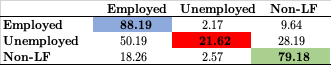 Employed Unemployed Non-LF
Employed 88.19 2.17 9.64
Unemployed 50.19 21.62 28.19
Non-LF 18.26 2.57 79.18